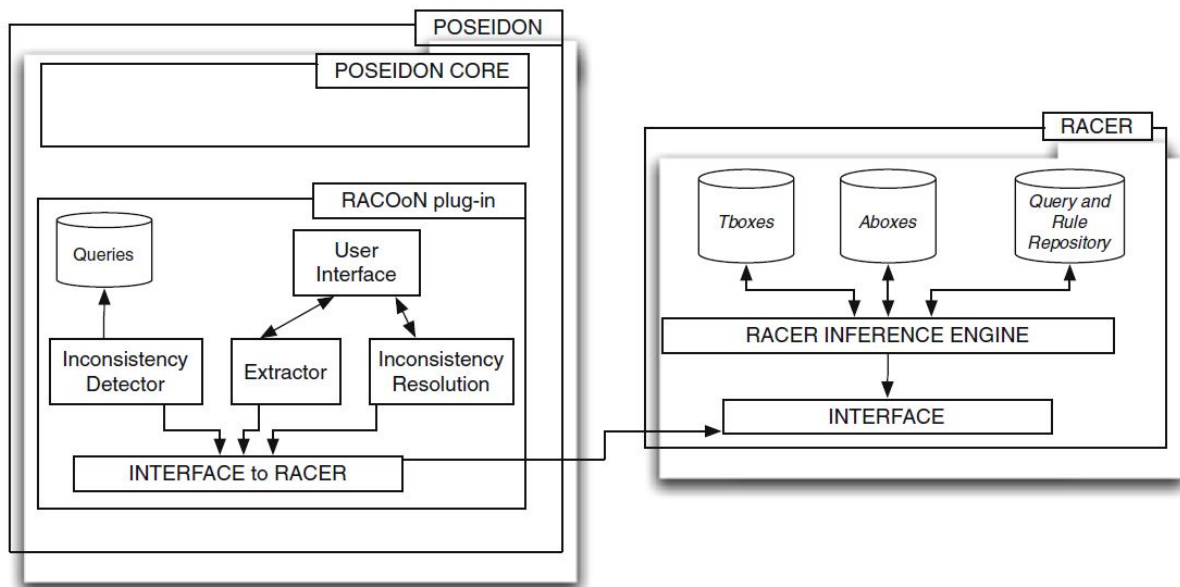 POSEIDON
POSEIDON CORE
RACOoN plug-in
Queries
User
Interface
Inconsistency
Detector
Extractor
Inconsistency
Resolution
INTERFACE to RACER
RACER
Tboxes
Aboxes
Query and
Rule
Repository
RACER INFERENCE ENGINE
INTERFACE